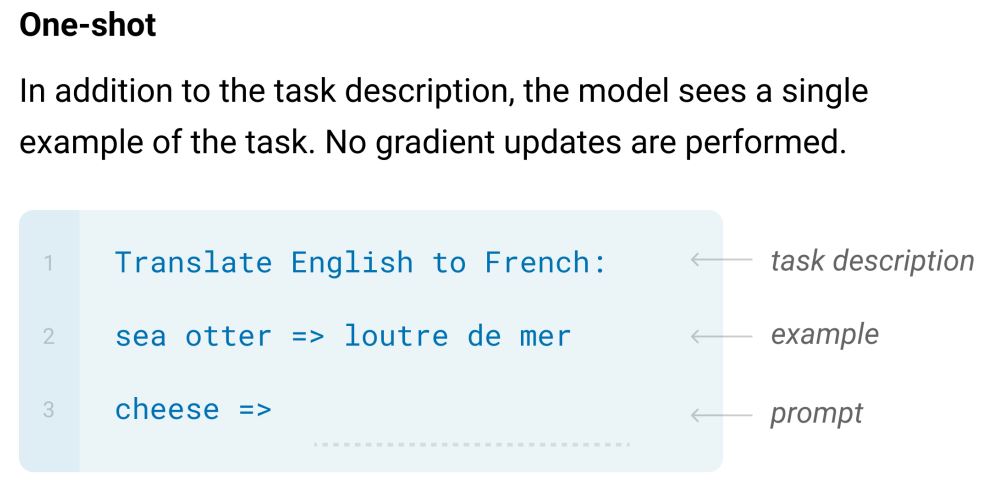 One-shot
In addition to the task description, the model sees a single
example of the task. No gradient updates are performed.
1 Translate English to French: task description
2 sea otter => loutre de mer example
3 cheese => prompt